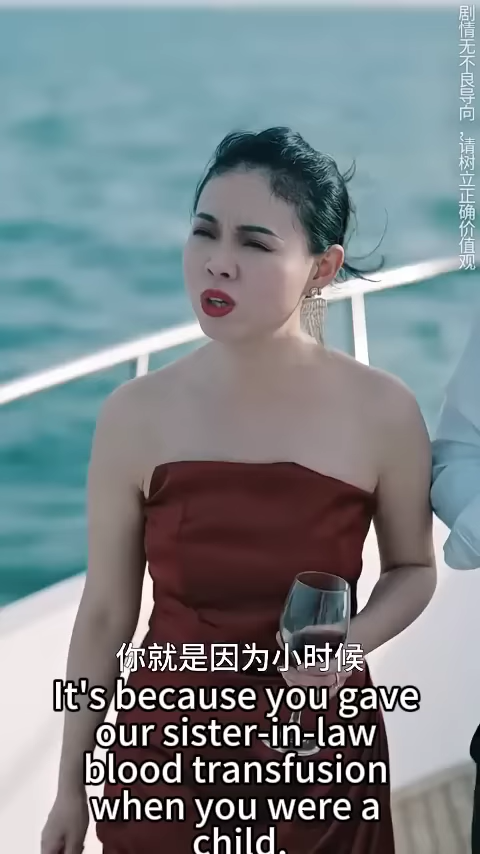 剧情无不良导向，请树立正确价值观
你就是因为小时候
It's because you gave
our sister-in-law
blood transfusion
when you were a
child.